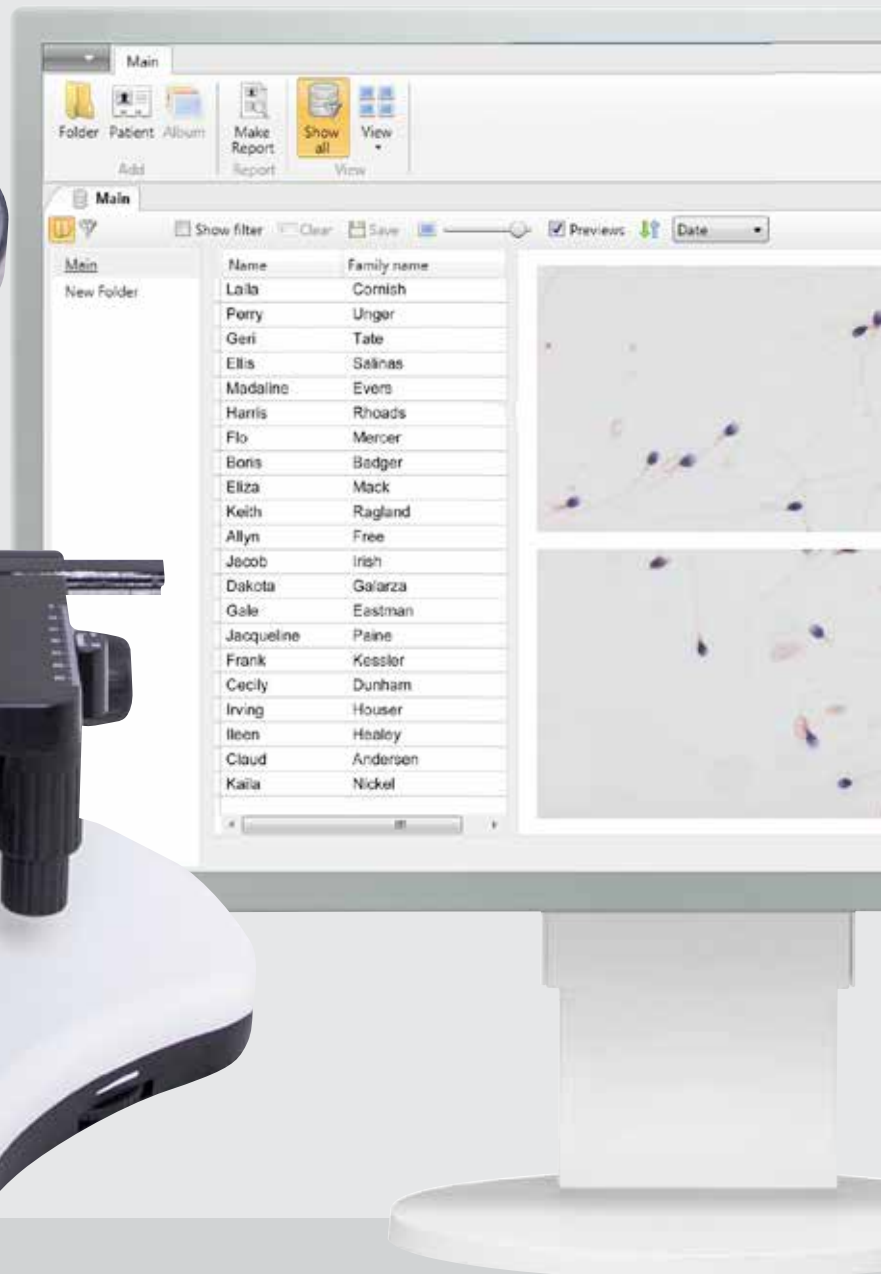 Main
Folder Patient Album Make Report Show all View
Add Report View
Main
Show filter Clear Save Previews Date
Main
New Folder
Name Family name
Laila Cornish
Perry Unger
Geri Tate
Ellis Salinas
Madaline Evers
Harris Rhoads
Flo Mercer
Boris Badger
Eliza Mack
Keith Ragland
Allyn Free
Jacob Irish
Dakota Galarza
Gale Eastman
Jacqueline Paine
Frank Kessler
Cecily Dunham
Irving Houser
Ileen Healey
Claud Andersen
Kaila Nickel